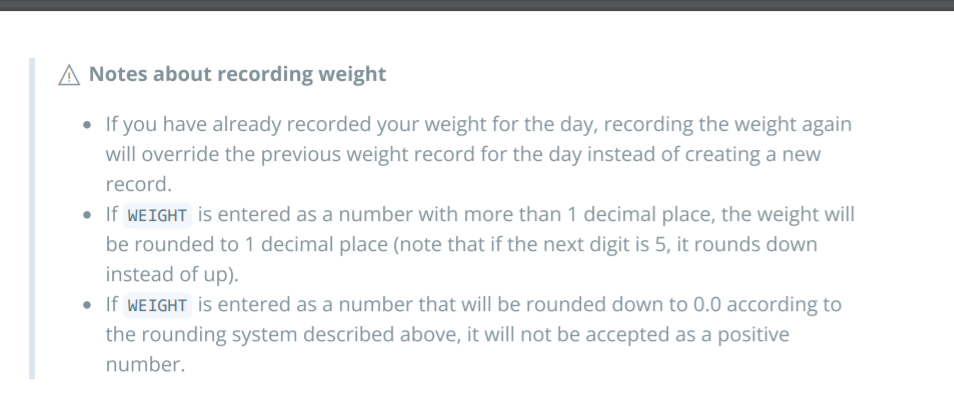 Notes about recording weight
If you have already recorded your weight for the day, recording the weight again
will override the previous weight record for the day instead of creating a new
record.
If WEIGHT is entered as a number with more than 1 decimal place, the weight will
be rounded to 1 decimal place (note that if the next digit is 5, it rounds down
instead of up).
If WEIGHT is entered as a number that will be rounded down to 0.0 according to
the rounding system described above, it will not be accepted as a positive
number.